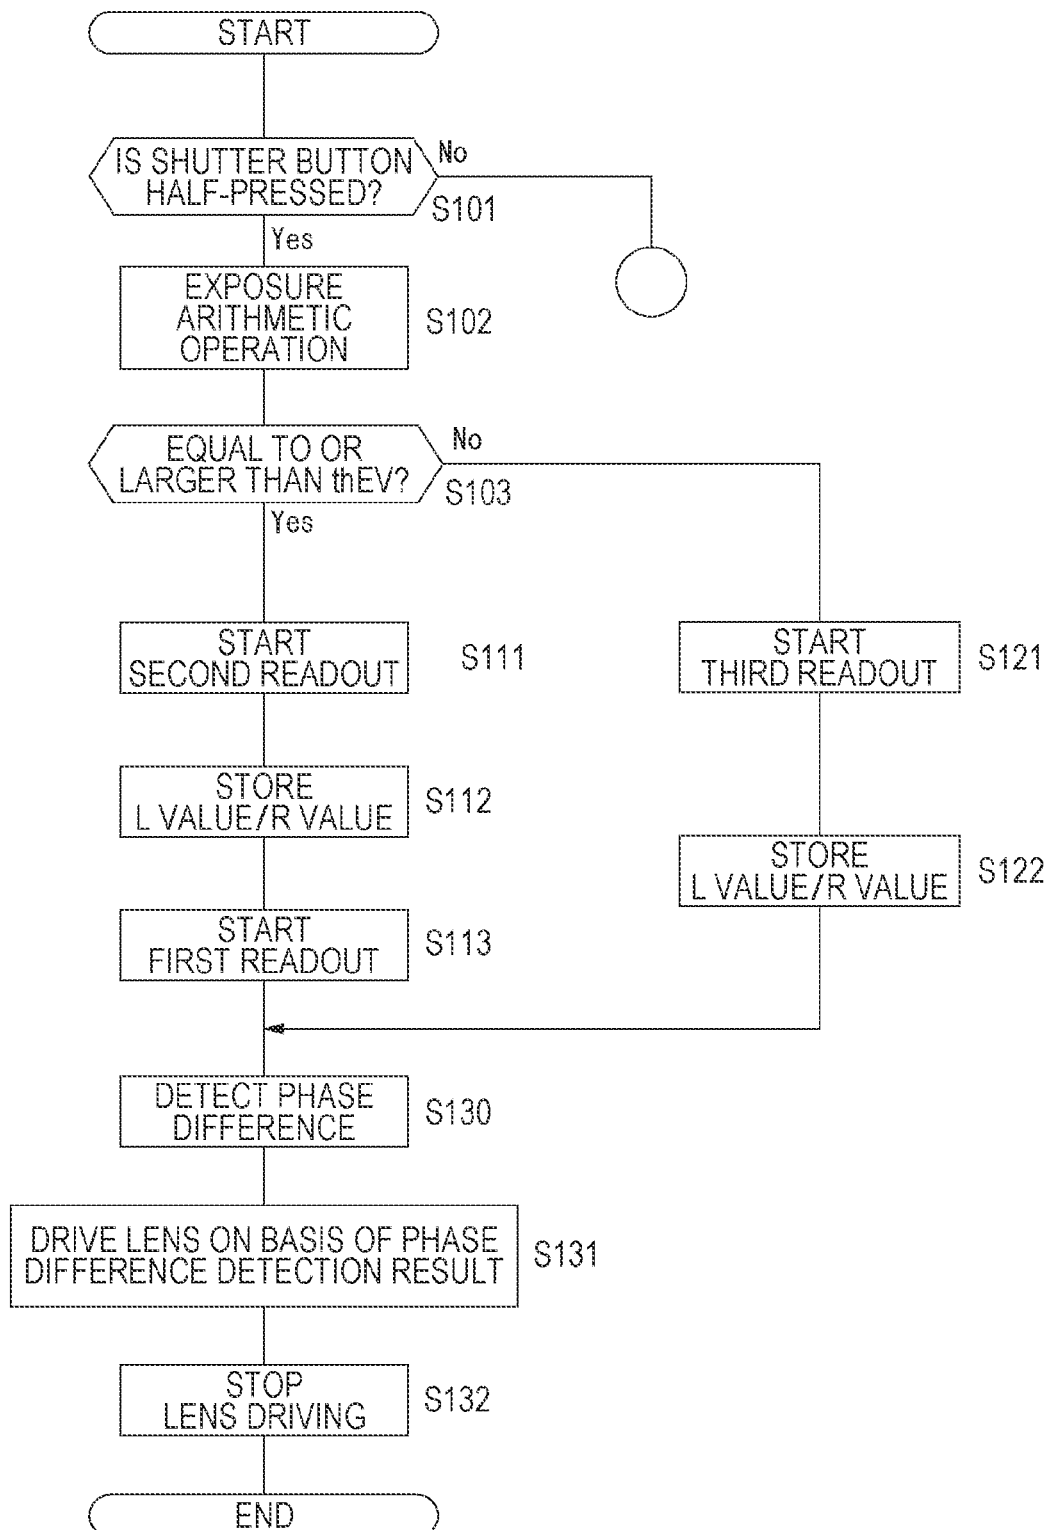 START
IS SHUTTER BUTTON
HALF-PRESSED?
No
S101
Yes
EXPOSURE
ARITHMETIC
OPERATION
S102
EQUAL TO OR
LARGER THAN thEV?
No
S103
Yes
START
SECOND READOUT
S111
START
THIRD READOUT
S121
STORE
L VALUE/R VALUE
S112
STORE
L VALUE/R VALUE
S122
START
FIRST READOUT
S113
DETECT PHASE
DIFFERENCE
S130
DRIVE LENS ON BASIS OF PHASE
DIFFERENCE DETECTION RESULT
S131
STOP
LENS DRIVING
S132
END